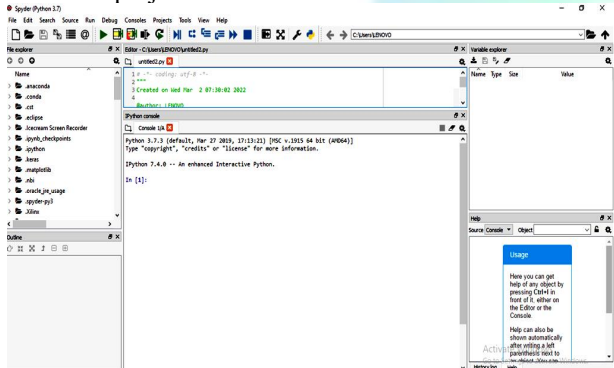 Spyder (Python 3.7)
File Edit Search Source Run Debug Consoles Projects Tools View Help
C:\Users\LENOVO
File explorer
Name
.anaconda
.conda
.cst
.eclipse
.Icecream Screen Recorder
.ipynb_checkpoints
.ipython
.keras
.matplotlib
.nbi
.oracle_jre_usage
.spyder-py3
.Xilinx
Outline
Editor - C:\Users\LENOVO\untitled2.py
untitled2.py
1 # -*- coding: utf-8 -*-
2 """
3 Created on Wed Mar 2 07:30:02 2022
4
@author: LENOVO
IPython console
Console 1/A
Python 3.7.3 (default, Mar 27 2019, 17:13:21) [MSC v.1915 64 bit (AMD64)]
Type "copyright", "credits" or "license" for more information.
IPython 7.4.0 -- An enhanced Interactive Python.
In [1]:
Variable explorer
Name Type Size Value
Help
Source Console Object
Usage
Here you can get
help of any object by
pressing Ctrl+I in
front of it, either on
the Editor or the
Console.
Help can also be
shown automatically
after writing a left
parenthesis next to
an object. You can
History log Help